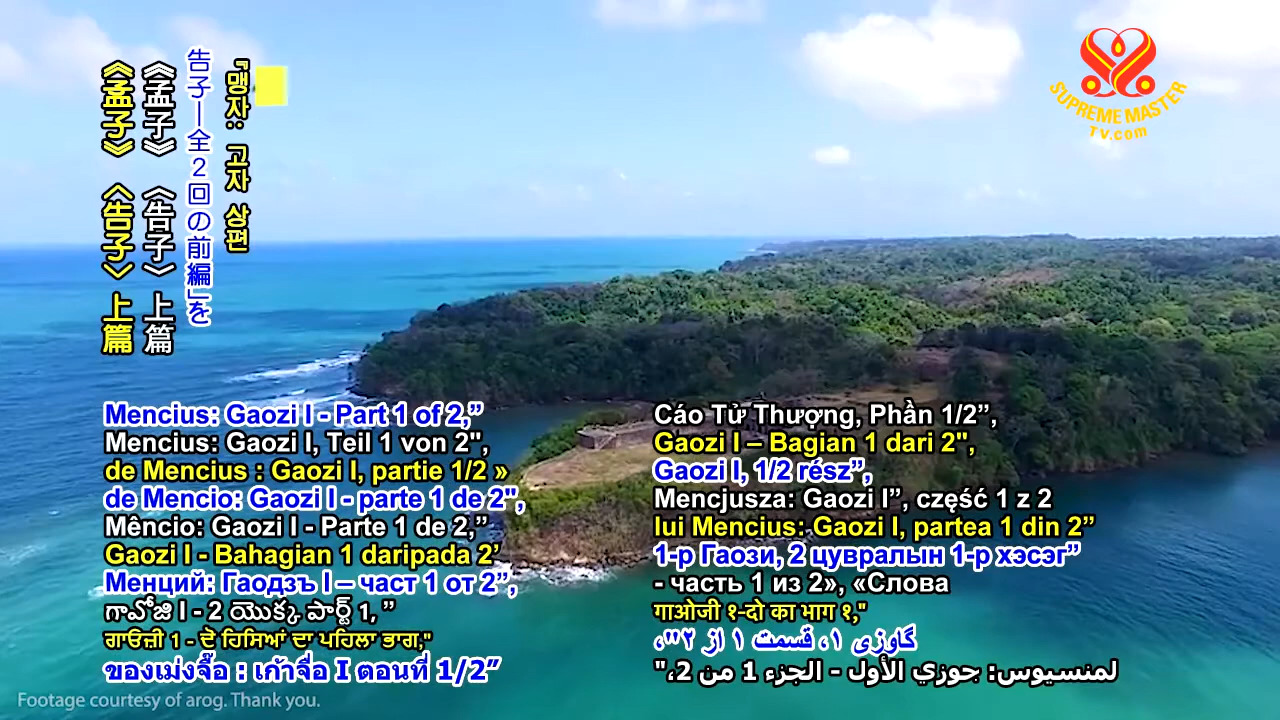 『맹자: 고자 상편
告子ー全２回の前編」を
《孟子》〈告子〉上篇
《孟子》〈告子〉上篇
SUPREME MASTER
TV.com
Mencius: Gaozi I - Part 1 of 2,”
Mencius: Gaozi I, Teil 1 von 2",
de Mencius : Gaozi I, partie 1/2 »
de Mencio: Gaozi I - parte 1 de 2",
Mêncio: Gaozi I - Parte 1 de 2,”
Gaozi I - Bahagian 1 daripada 2’
Менций: Гаодзъ I – част 1 от 2”,
గావోజి I - 2 యొక్క పార్ట్ 1, ”
ਗਾਓਜ਼ੀ 1 - ਦੋ ਹਿਸਿਆਂ ਦਾ ਪਹਿਲਾ ਭਾਗ,"
ของเม่งจื๊อ : เก้าจื่อ I ตอนที่ 1/2”
Cáo Tử Thượng, Phần 1/2”,
Gaozi I – Bagian 1 dari 2",
Gaozi I, 1/2 rész”,
Mencjusza: Gaozi I”, część 1 z 2
lui Mencius: Gaozi I, partea 1 din 2”
1-р Гаози, 2 цувралын 1-р хэсэг”
- часть 1 из 2», «Слова
गाओजी १-दो का भाग १,"
گاوزی ۱، قسمت ۱ از ۲"،
لمنسيوس: جوزي الأول - الجزء 1 من 2،"
Footage courtesy of arog. Thank you.